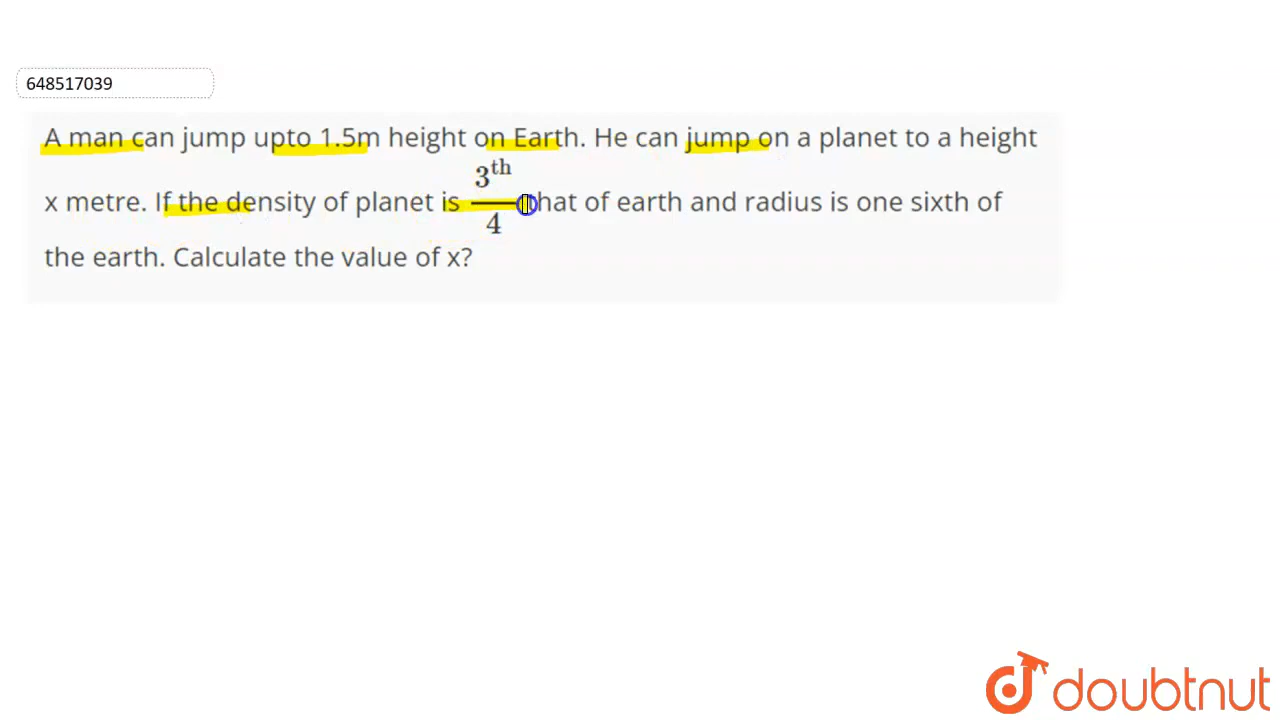 648517039
A man can jump upto 1.5m height on Earth. He can jump on a planet to a height
x metre. If the density of planet is 3th/4 that of earth and radius is one sixth of
the earth. Calculate the value of x?
doubtnut